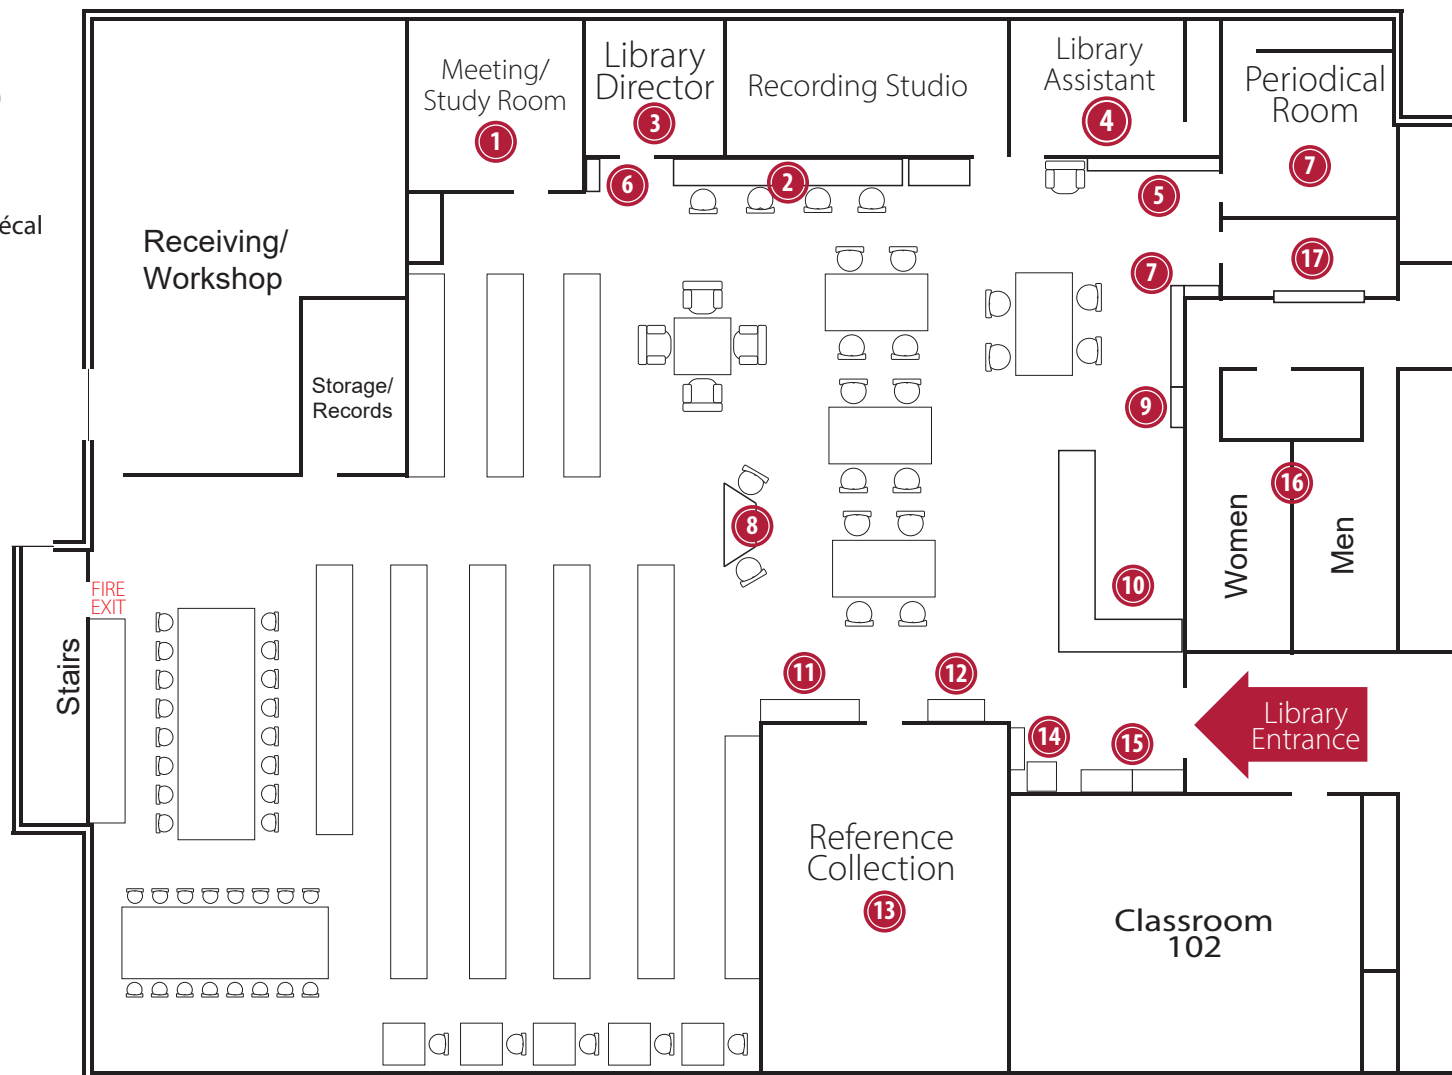 Meeting/
Study Room
1
Library
Director
3
Recording Studio
Library
Assistant
4
Periodical
Room
7
écal
6
2
5
Receiving/
Workshop
7
17
Storage/
Records
9
16
8
Women
Men
10
FIRE
EXIT
Stairs
11
12
14
15
Library
Entrance
Reference
Collection
13
Classroom
102